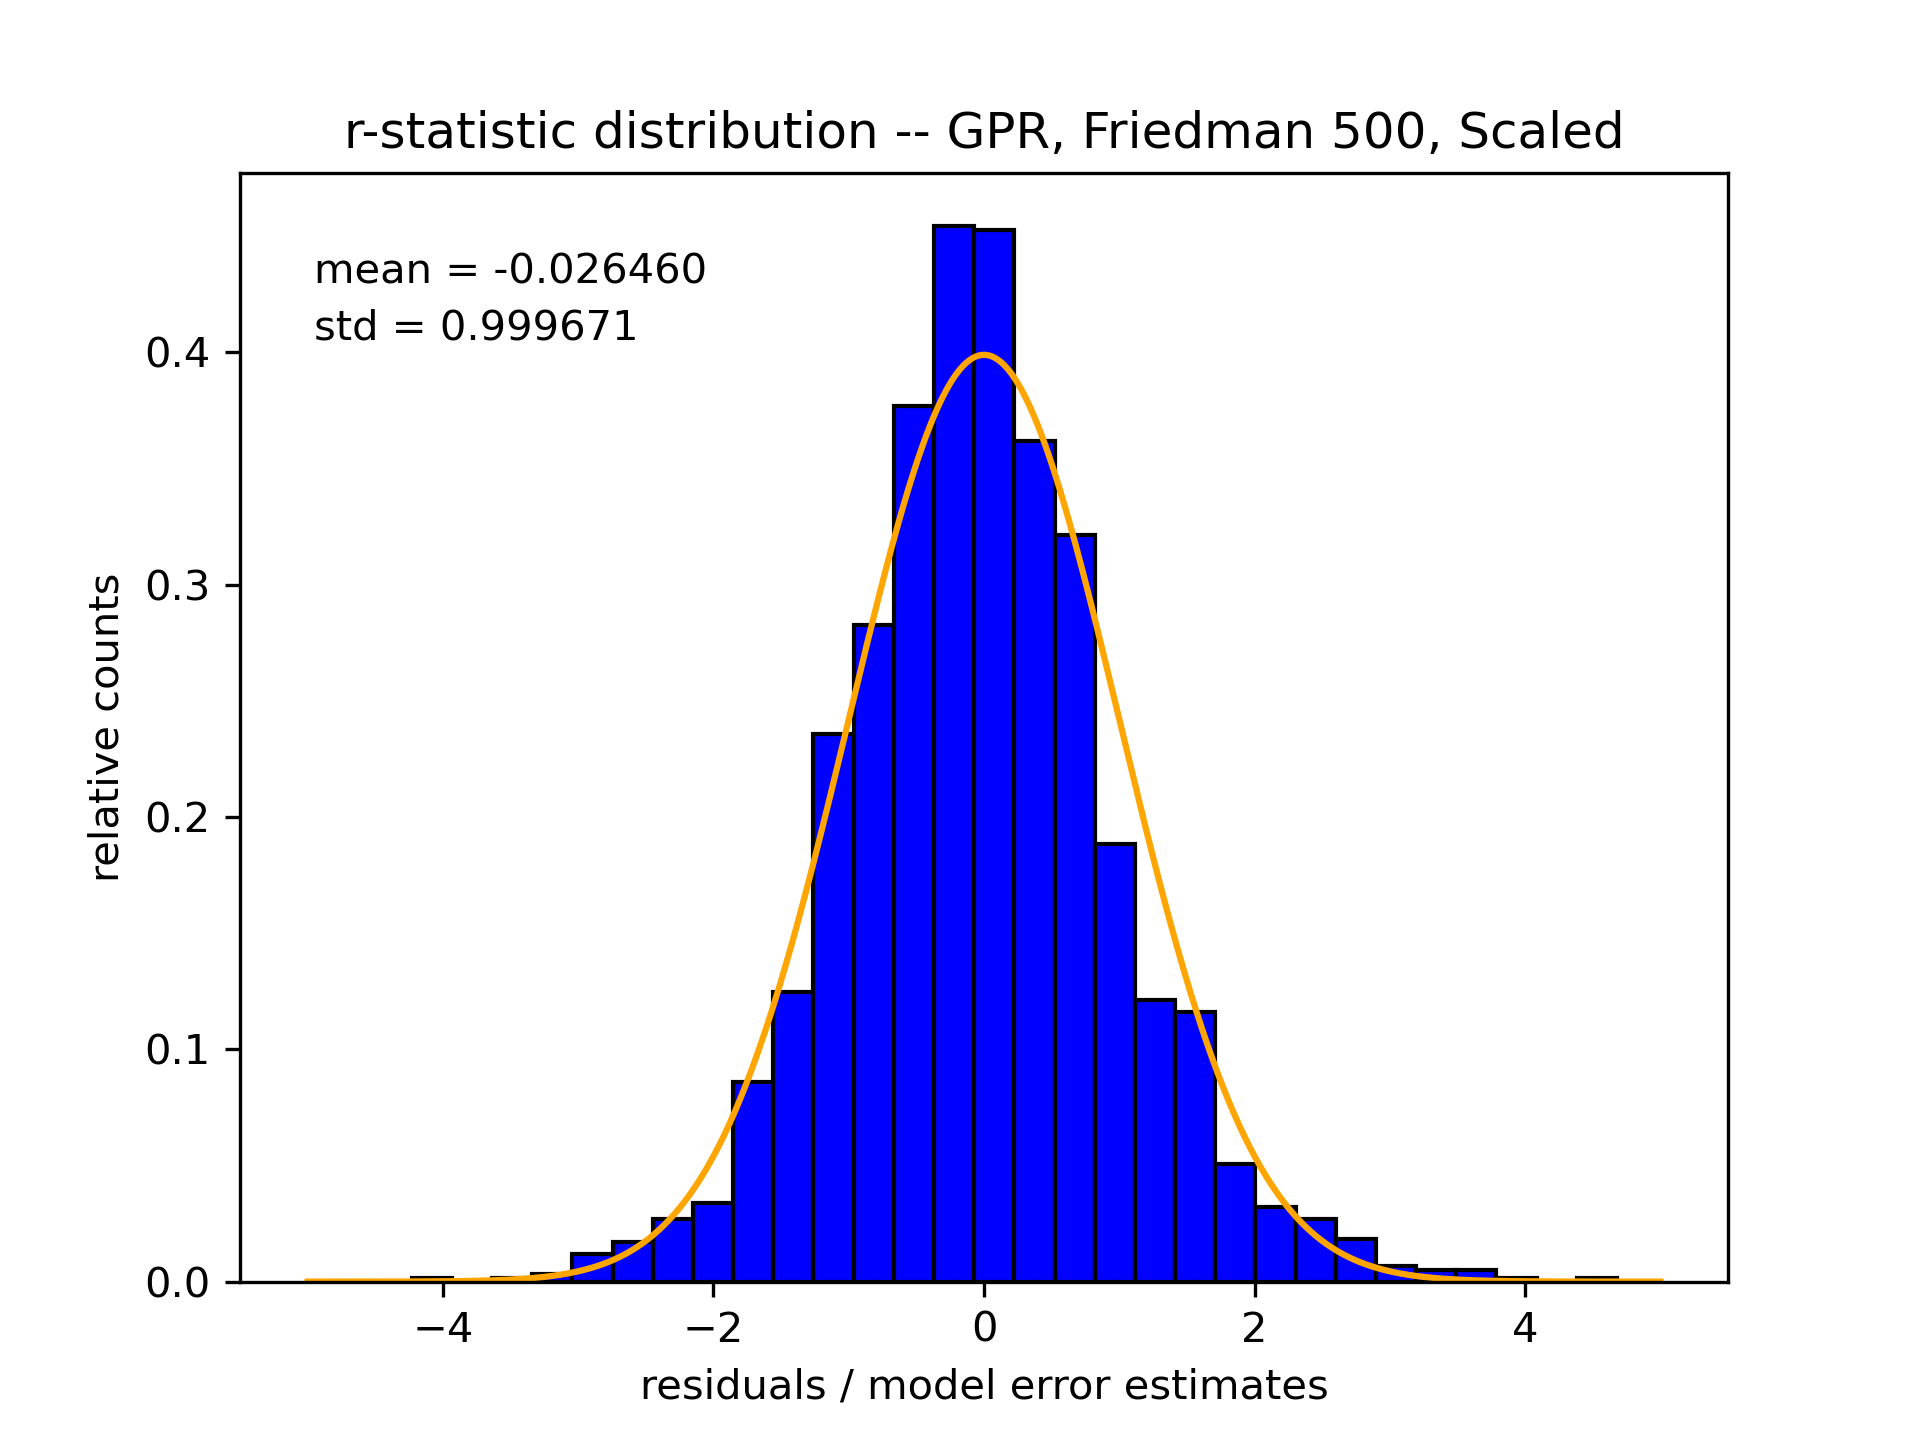 r-statistic distribution -- GPR, Friedman 500, Scaled
mean = -0.026460
std = 0.999671
relative counts
0.4
0.3
0.2
0.1
0.0
−4 −2 0 2 4
residuals / model error estimates